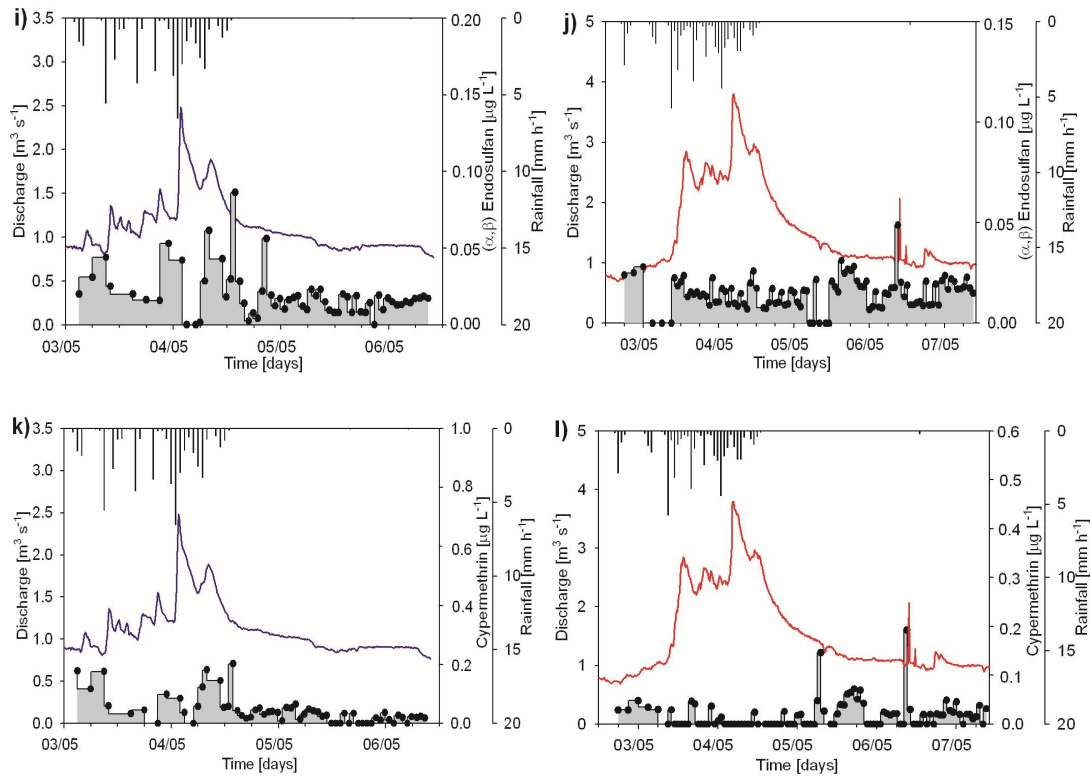 i)
3.5
3.0
2.5
2.0
1.5
1.0
0.5
0.0
Discharge [m³ s⁻¹]
0.20
0.15
0.10
0.05
0.00
(α,β) Endosulfan [µg L⁻¹]
0
5
10
15
20
Rainfall [mm h⁻¹]
03/05 04/05 05/05 06/05
Time [days]
j)
5
4
3
2
1
0
Discharge [m³ s⁻¹]
0.15
0.10
0.05
0.00
(α,β) Endosulfan [µg L⁻¹]
0
5
10
15
20
Rainfall [mm h⁻¹]
03/05 04/05 05/05 06/05 07/05
Time [days]
k)
3.5
3.0
2.5
2.0
1.5
1.0
0.5
0.0
Discharge [m³ s⁻¹]
1.0
0.8
0.6
0.4
0.2
0.0
Cypermethrin [µg L⁻¹]
0
5
10
15
20
Rainfall [mm h⁻¹]
03/05 04/05 05/05 06/05
Time [days]
l)
5
4
3
2
1
0
Discharge [m³ s⁻¹]
0.6
0.5
0.4
0.3
0.2
0.1
0.0
Cypermethrin [µg L⁻¹]
0
5
10
15
20
Rainfall [mm h⁻¹]
03/05 04/05 05/05 06/05 07/05
Time [days]